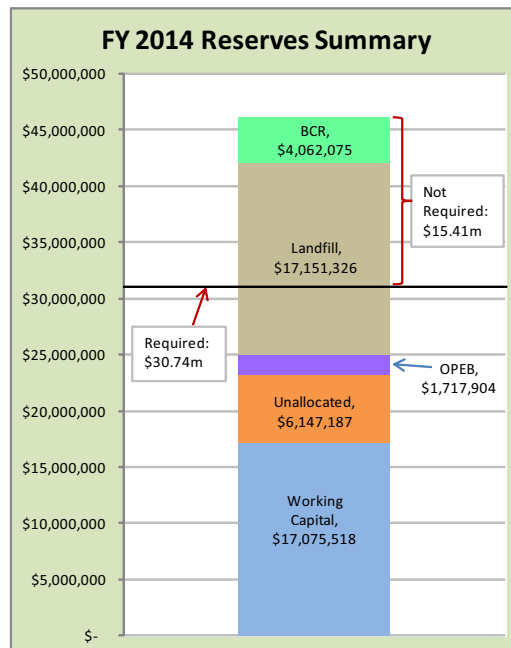 FY 2014 Reserves Summary
$50,000,000
$45,000,000
$40,000,000
$35,000,000
$30,000,000
$25,000,000
$20,000,000
$15,000,000
$10,000,000
$5,000,000
$-
BCR,
$4,062,075
Not
Required:
$15.41m
Landfill,
$17,151,326
Required:
$30.74m
OPEB,
$1,717,904
Unallocated,
$6,147,187
Working
Capital,
$17,075,518